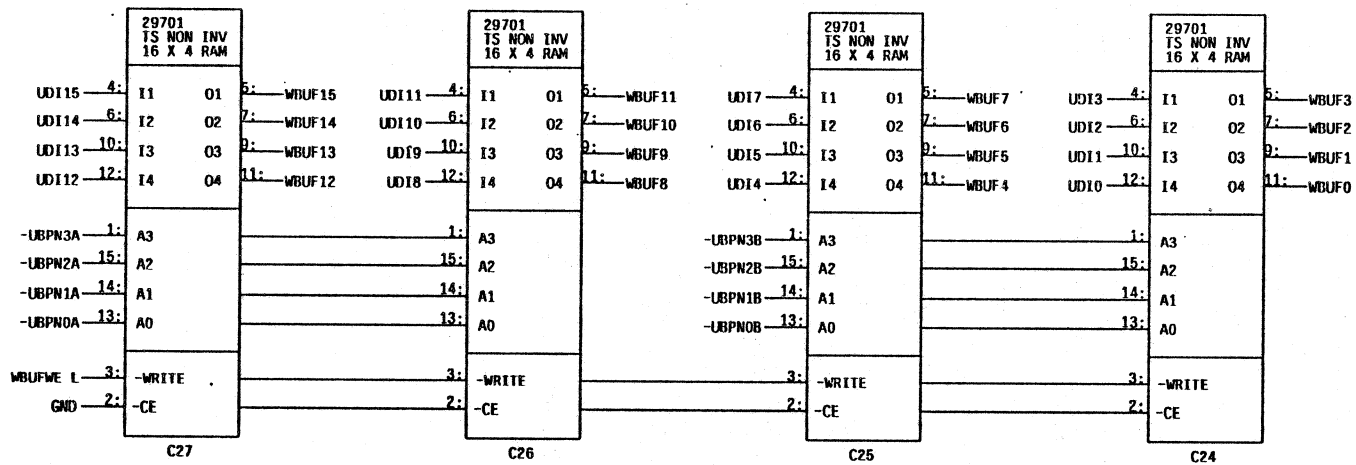 29701
TS NON INV
16 X 4 RAM
UDI15 4: I1 O1 5: WBUF15
UDI14 6: I2 O2 7: WBUF14
UDI13 10: I3 O3 9: WBUF13
UDI12 12: I4 O4 11: WBUF12
-UBPN3A 1: A3
-UBPN2A 15: A2
-UBPN1A 14: A1
-UBPN0A 13: A0
WBUFWE L 3: -WRITE
GND 2: -CE
C27
29701
TS NON INV
16 X 4 RAM
UDI11 4: I1 O1 5: WBUF11
UDI10 6: I2 O2 7: WBUF10
UDI9 10: I3 O3 9: WBUF9
UDI8 12: I4 O4 11: WBUF8
1: A3
15: A2
14: A1
13: A0
3: -WRITE
2: -CE
C26
29701
TS NON INV
16 X 4 RAM
UDI7 4: I1 O1 5: WBUF7
UDI6 6: I2 O2 7: WBUF6
UDI5 10: I3 O3 9: WBUF5
UDI4 12: I4 O4 11: WBUF4
-UBPN3B 1: A3
-UBPN2B 15: A2
-UBPN1B 14: A1
-UBPN0B 13: A0
3: -WRITE
2: -CE
C25
29701
TS NON INV
16 X 4 RAM
UDI3 4: I1 O1 5: WBUF3
UDI2 6: I2 O2 7: WBUF2
UDI1 10: I3 O3 9: WBUF1
UDI0 12: I4 O4 11: WBUF0
1: A3
15: A2
14: A1
13: A0
3: -WRITE
2: -CE
C24